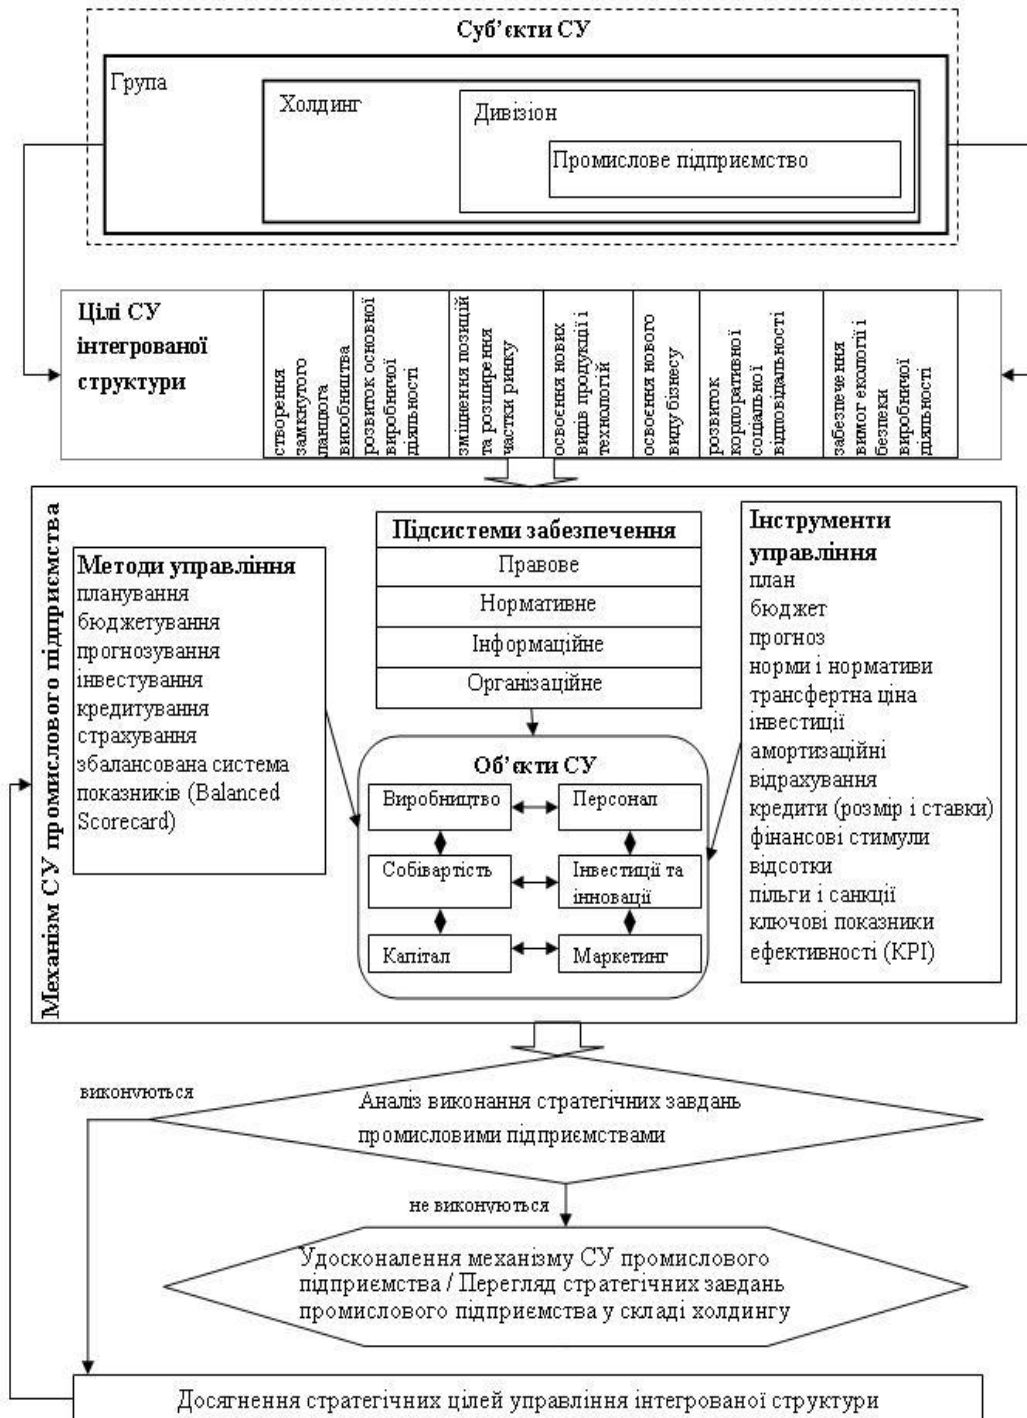 Суб’єкти СУ
Група
Холдинг
Дивізіон
Промислове підприємство
Цілі СУ
інтегрованої
структури
створення
замкнутого
ланцюга
виробництва
розвиток основної
виробничої
діяльності
зміцнення позицій
та розширення
частки ринку
освоєння нових
видів продукції і
технологій
освоєння нового
виду бізнесу
розвиток
корпоративної
соціальної
відповідальності
забезпечення
вимог екології і
безпеки
виробничої
діяльності
Механізм СУ промислового підприємства
Методи управління
планування
бюджетування
прогнозування
інвестування
кредитування
страхування
збалансована система
показників (Balanced
Scorecard)
Підсистеми забезпечення
Правове
Нормативне
Інформаційне
Організаційне
Об’єкти СУ
Виробництво
Персонал
Собівартість
Інвестиції та
інновації
Капітал
Маркетинг
Інструменти
управління
план
бюджет
прогноз
норми і нормативи
трансфертна ціна
інвестиції
амортизаційні
відрахування
кредити (розмір і ставки)
фінансові стимули
відсотки
пільги і санкції
ключові показники
ефективності (KPI)
виконуються
Аналіз виконання стратегічних завдань
промисловими підприємствами
не виконуються
Удосконалення механізму СУ промислового
підприємства / Перегляд стратегічних завдань
промислового підприємства у складі холдингу
Досягнення стратегічних цілей управління інтегрованої структури